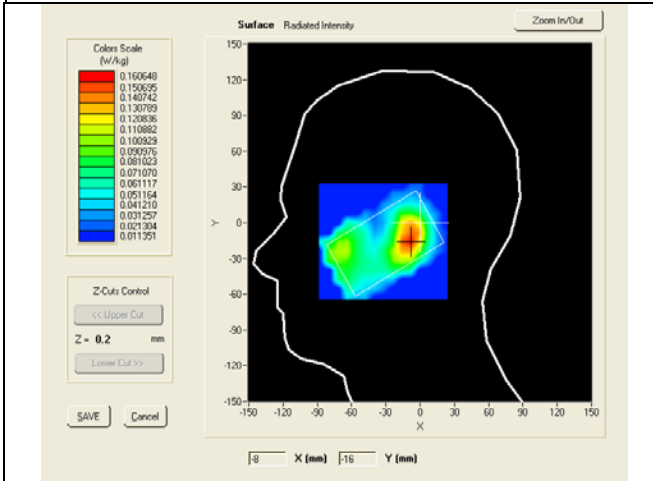 Surface Radiated Intensity
Zoom In/Out
Colors Scale
(W/kg)
0.160648
0.150695
0.140742
0.130789
0.120836
0.110882
0.100929
0.090976
0.081023
0.071070
0.061117
0.051164
0.041210
0.031257
0.021304
0.011351
Z-Cuts Control
<< Upper Cut
Z = 0.2 mm
Lower Cut >>
SAVE Cancel
150
120
90
60
30
0
-30
-60
-90
-120
-150
Y
-150 -120 -90 -60 -30 0 30 60 90 120 150
X
-8 X (mm) -16 Y (mm)